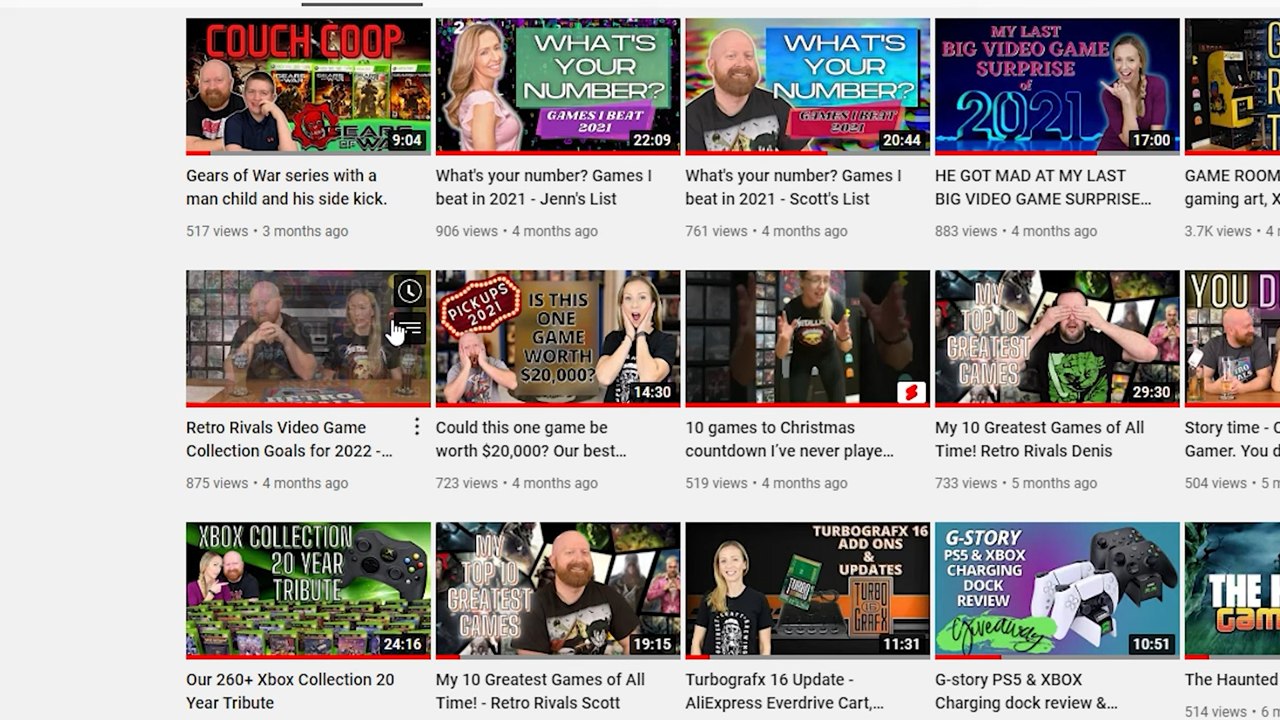 COUCH COOP
GEARS
OF WAR
9:04
2
WHAT'S
YOUR
NUMBER?
GAMES I BEAT
2021
22:09
WHAT'S
YOUR
NUMBER?
GAMES I BEAT
2021
20:44
MY LAST
BIG VIDEO GAME
SURPRISE
of
2021
17:00
Gears of War series with a
man child and his side kick.
517 views • 3 months ago
What's your number? Games I
beat in 2021 - Jenn's List
906 views • 4 months ago
What's your number? Games I
beat in 2021 - Scott's List
761 views • 4 months ago
HE GOT MAD AT MY LAST
BIG VIDEO GAME SURPRISE...
883 views • 4 months ago
GAME ROOM
gaming art, X
3.7K views • 4 m
PICKUPS
2021
IS THIS
ONE
GAME
WORTH
$20,000?
14:30
MY
TOP 10
GREATEST
GAMES
29:30
YOU D
Retro Rivals Video Game
Collection Goals for 2022 -...
875 views • 4 months ago
Could this one game be
worth $20,000? Our best...
723 views • 4 months ago
10 games to Christmas
countdown I've never playe...
519 views • 4 months ago
My 10 Greatest Games of All
Time! Retro Rivals Denis
733 views • 5 months ago
Story time - C
Gamer. You d
504 views • 5 m
XBOX COLLECTION
20 YEAR
TRIBUTE
24:16
MY
TOP 10
GREATEST
GAMES
19:15
TURBOGRAFX 16
ADD ONS
&
UPDATES
TURBO
16
GRAFX
11:31
G-STORY
PS5 & XBOX
CHARGING
DOCK
REVIEW
Giveaway
10:51
THE
Gam
Our 260+ Xbox Collection 20
Year Tribute
My 10 Greatest Games of All
Time! - Retro Rivals Scott
Turbografx 16 Update -
AliExpress Everdrive Cart,...
G-story PS5 & XBOX
Charging dock review &...
The Haunted
514 views • 6 m